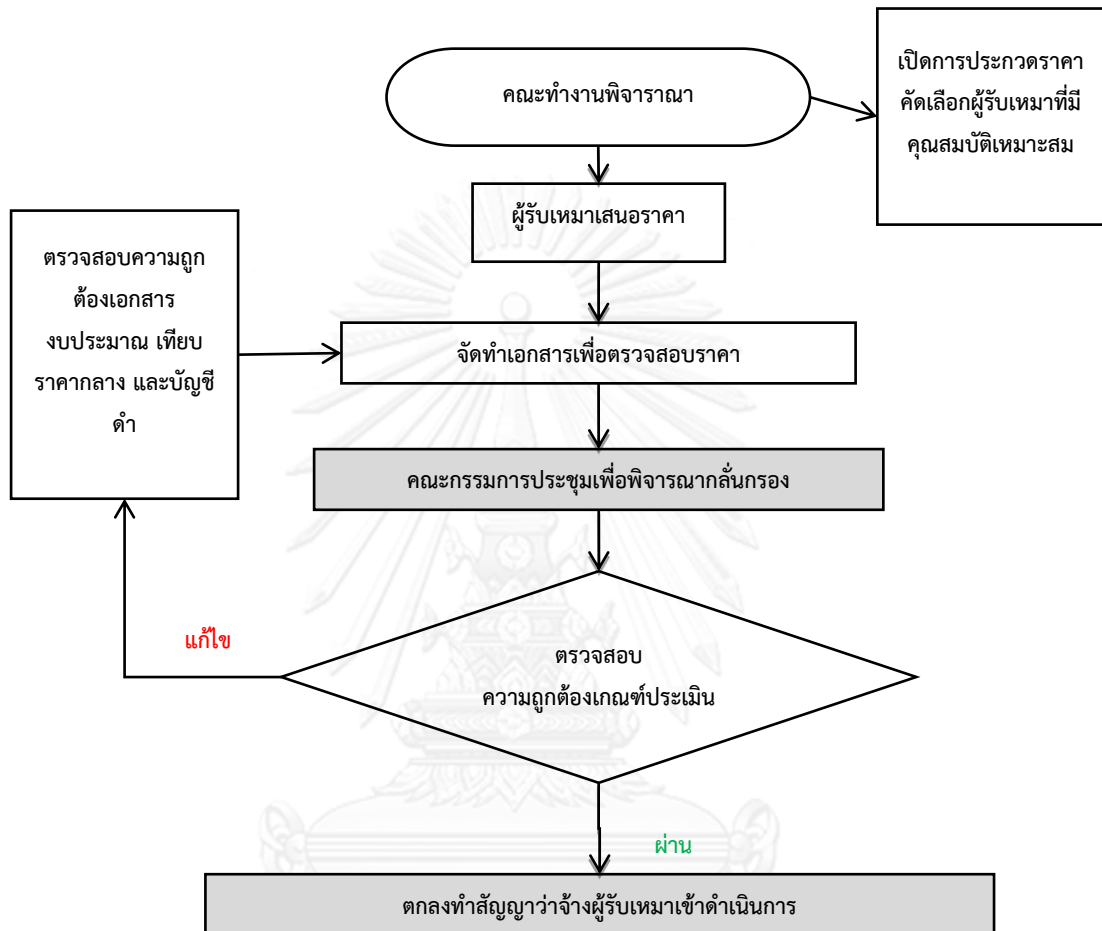 คณะทำงานพิจาราณา
เปิดการประกวดราคา
คัดเลือกผู้รับเหมาที่มี
คุณสมบัติเหมาะสม
ผู้รับเหมาเสนอราคา
ตรวจสอบความถูก
ต้องเอกสาร
งบประมาณ เทียบ
ราคากลาง และบัญชี
ดำ
จัดทำเอกสารเพื่อตรวจสอบราคา
คณะกรรมการประชุมเพื่อพิจารณากลั่นกรอง
แก้ไข
ตรวจสอบ
ความถูกต้องเกณฑ์ประเมิน
ผ่าน
ตกลงทำสัญญาว่าจ้างผู้รับเหมาเข้าดำเนินการ